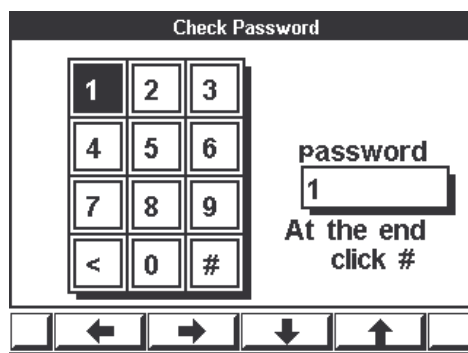 Check Password
1 2 3
4 5 6
7 8 9
< 0 #
password
1
At the end
click #